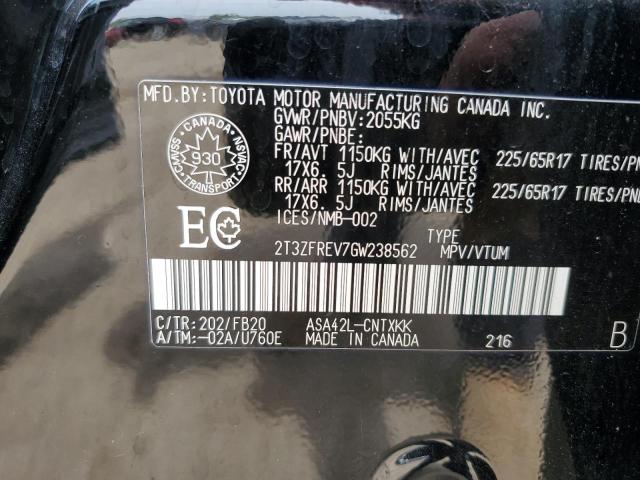 MFD.BY:TOYOTA MOTOR MANUFACTURING CANADA INC.
GVWR/PNBV:2055KG
GAWR/PNBE:
FR/AVT 1150KG WITH/AVEC 225/65R17 TIRES/PN
17X6.5J RIMS/JANTES
RR/ARR 1150KG WITH/AVEC 225/65R17 TIRES/PNE
17X6.5J RIMS/JANTES
ICES/NMB-002
CMVSS NSVAC
930
TRANSPORT
EC
TYPE
2T3ZFREV7GW238562 MPV/VTUM
C/TR:202/FB20 ASA42L-CNTXKK
A/TM:-02A/U760E MADE IN CANADA 216 B